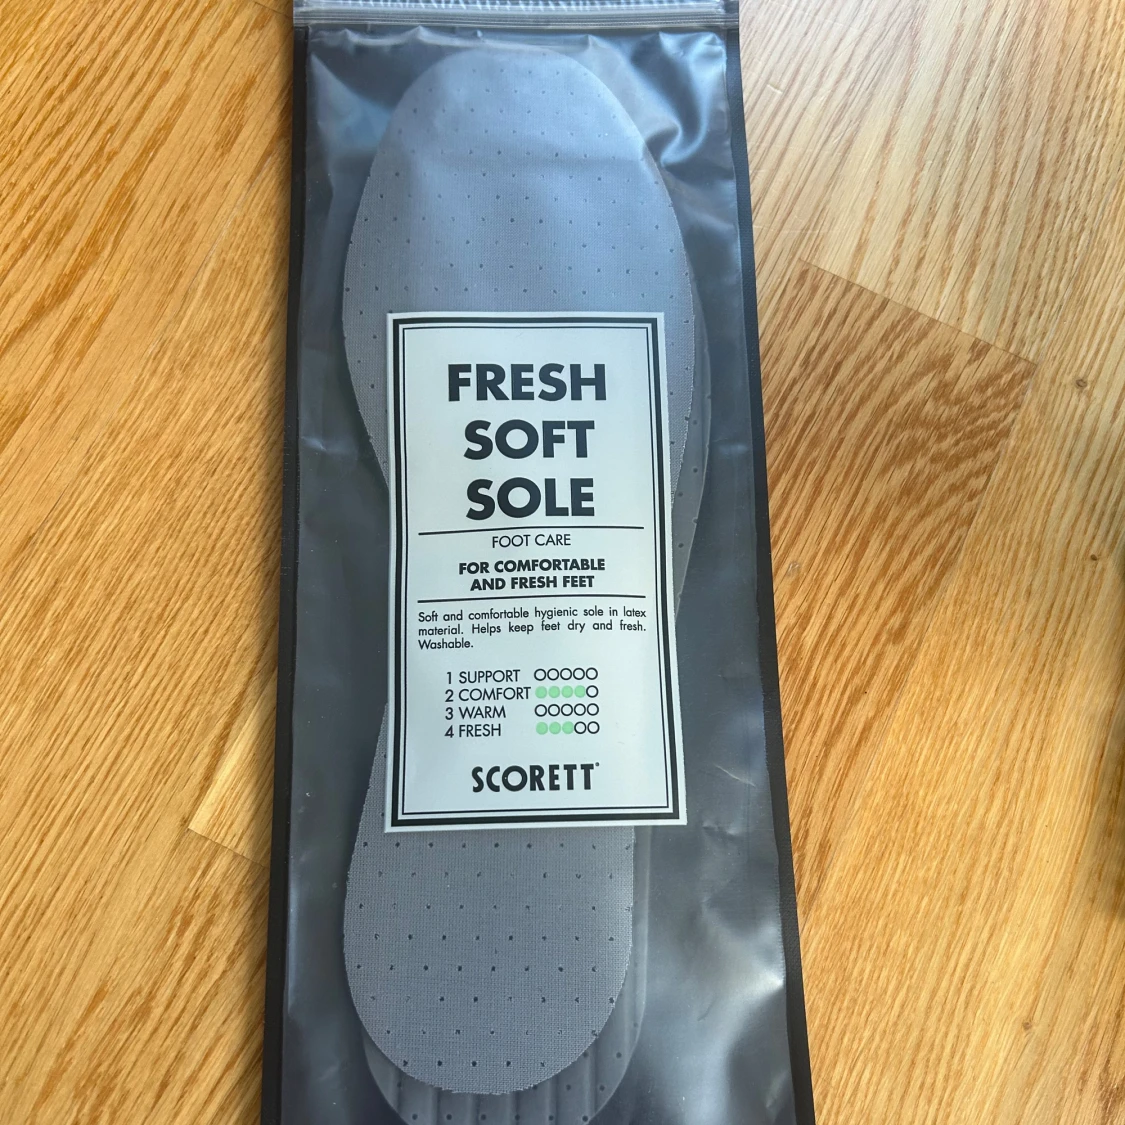 FRESH
SOFT
SOLE
FOOT CARE
FOR COMFORTABLE
AND FRESH FEET
Soft and comfortable hygienic sole in latex
material. Helps keep feet dry and fresh.
Washable.
1 SUPPORT
2 COMFORT
3 WARM
4 FRESH
SCORETT